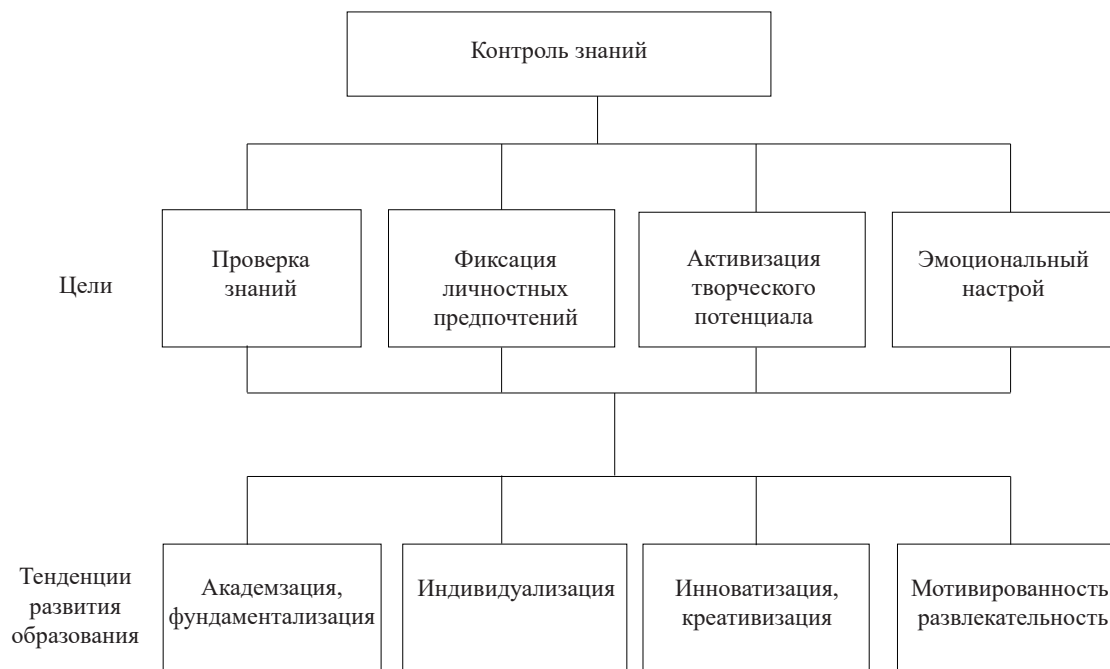 Контроль знаний
Цели
Проверка
знаний
Фиксация
личностных
предпочтений
Активизация
творческого
потенциала
Эмоциональный
настрой
Тенденции
развития
образования
Академзация,
фундаментализация
Индивидуализация
Инноватизация,
креативизация
Мотивированность
развлекательность